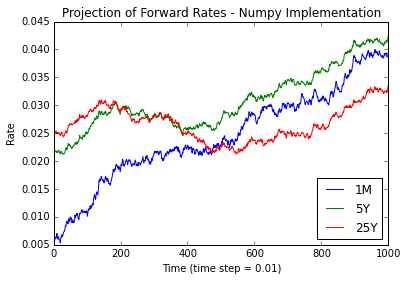 Projection of Forward Rates - Numpy Implementation
0.045
0.040
0.035
0.030
0.025
0.020
0.015
0.010
0.005
Rate
1M
5Y
25Y
0 200 400 600 800 1000
Time (time step = 0.01)